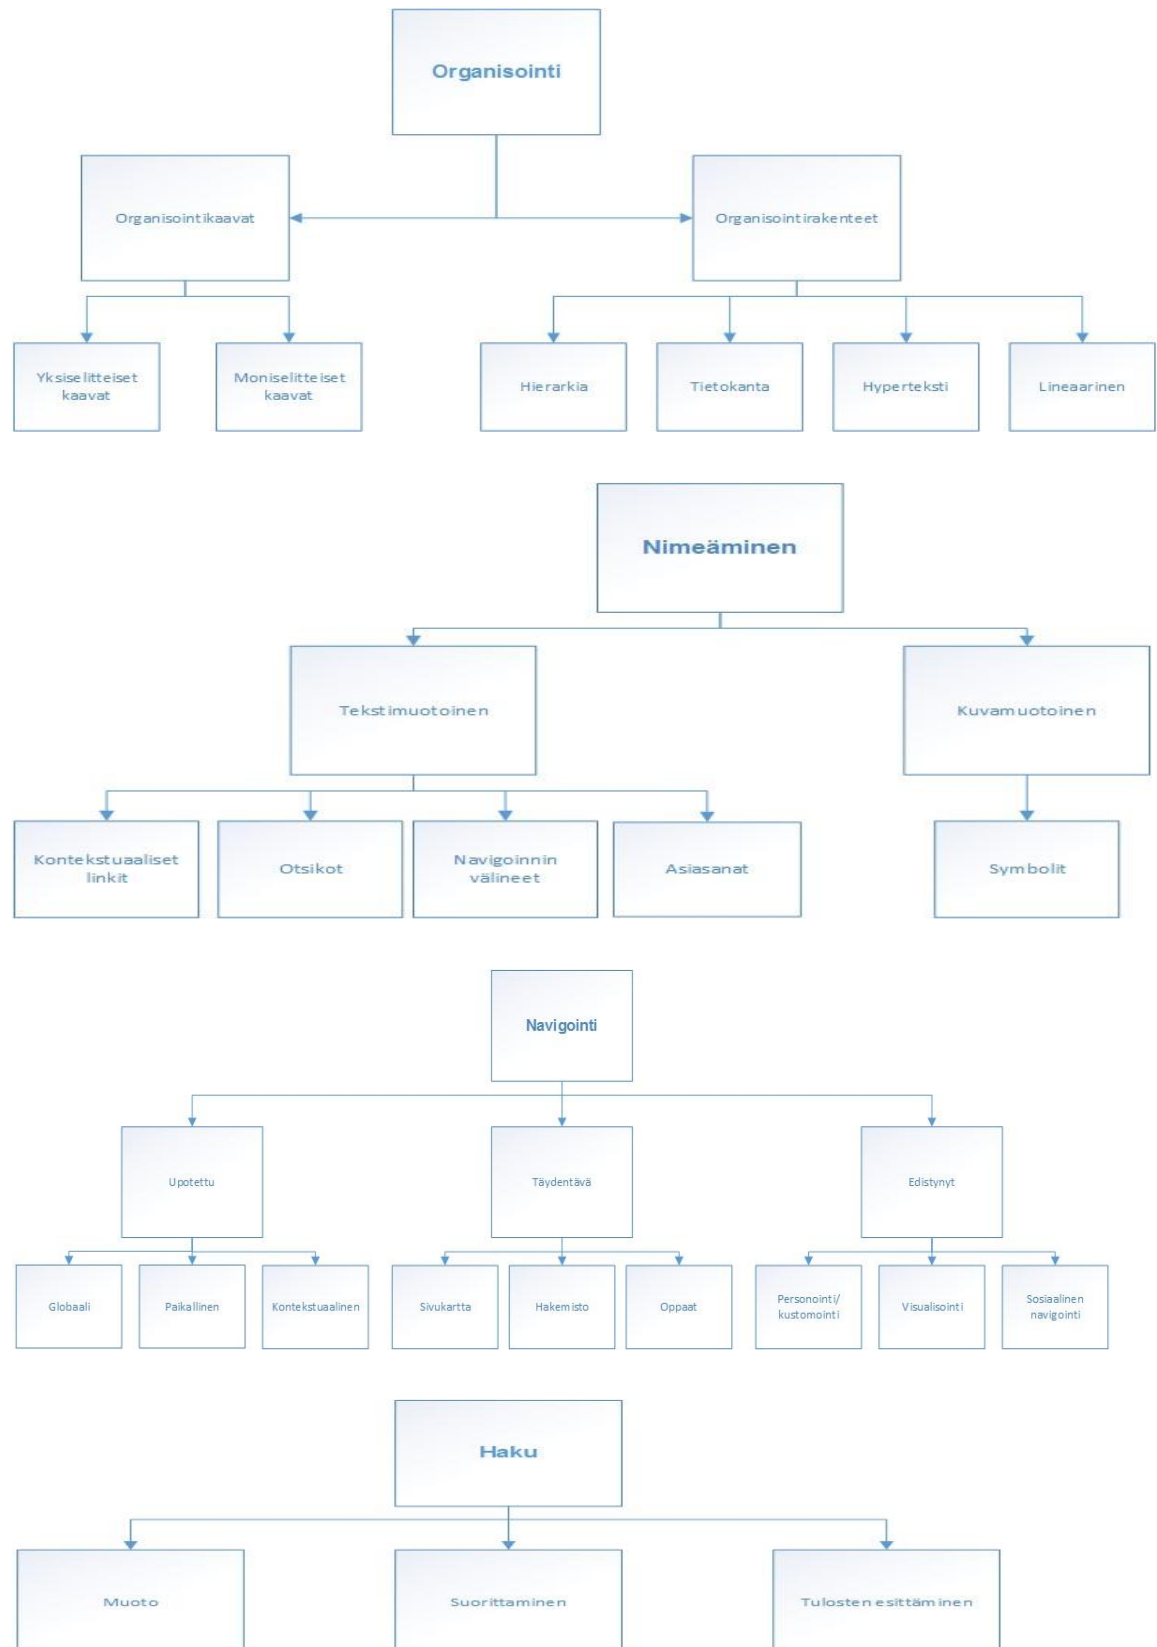 Organisointi
Organisointikaavat
Organisointirakenteet
Yksiselitteiset
kaavat
Moniselitteiset
kaavat
Hierarkia
Tietokanta
Hyperteksti
Lineaarinen
Nimeäminen
Tekstimuotoinen
Kuvamuotoinen
Kontekstuaaliset
linkit
Otsikot
Navigoinnin
välineet
Asiasanat
Symbolit
Navigointi
Upotettu
Täydentävä
Edistynyt
Globaali
Paikallinen
Kontekstuaalinen
Sivukartta
Hakemisto
Oppaat
Personointi/
kustomointi
Visualisointi
Sosiaalinen
navigointi
Haku
Muoto
Suorittaminen
Tulosten esittäminen